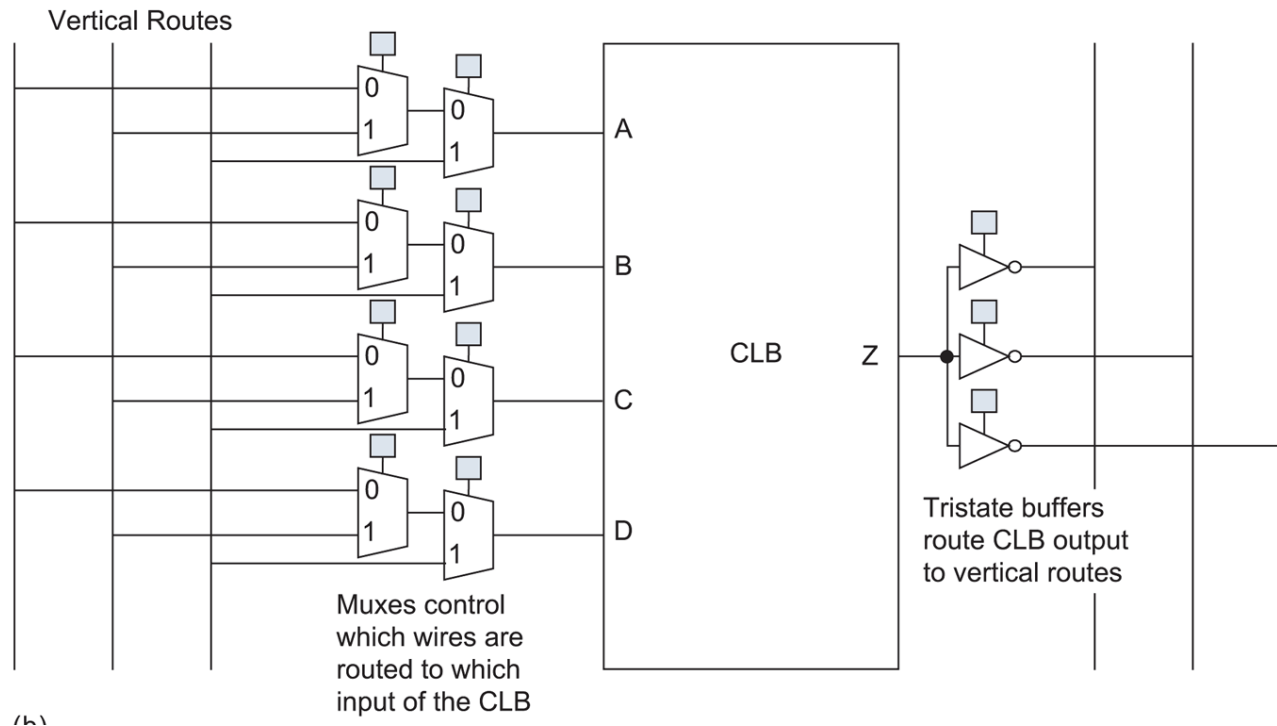 Vertical Routes
0
0
1
1
A
0
0
1
1
B
CLB
Z
0
0
1
1
C
0
0
1
1
D
Tristate buffers
route CLB output
to vertical routes
Muxes control
which wires are
routed to which
input of the CLB
(b)